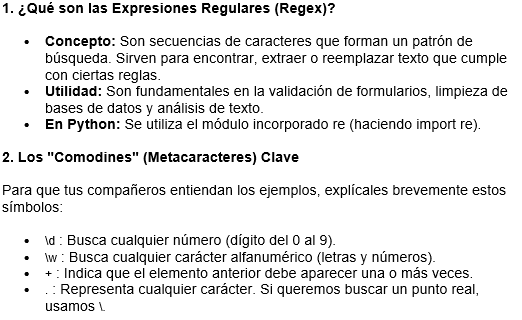 1. ¿Qué son las Expresiones Regulares (Regex)?
• Concepto: Son secuencias de caracteres que forman un patrón de
búsqueda. Sirven para encontrar, extraer o reemplazar texto que cumple
con ciertas reglas.
• Utilidad: Son fundamentales en la validación de formularios, limpieza de
bases de datos y análisis de texto.
• En Python: Se utiliza el módulo incorporado re (haciendo import re).
2. Los "Comodines" (Metacaracteres) Clave
Para que tus compañeros entiendan los ejemplos, explícales brevemente estos
símbolos:
• \d : Busca cualquier número (dígito del 0 al 9).
• \w : Busca cualquier carácter alfanumérico (letras y números).
• + : Indica que el elemento anterior debe aparecer una o más veces.
• . : Representa cualquier carácter. Si queremos buscar un punto real,
usamos \.